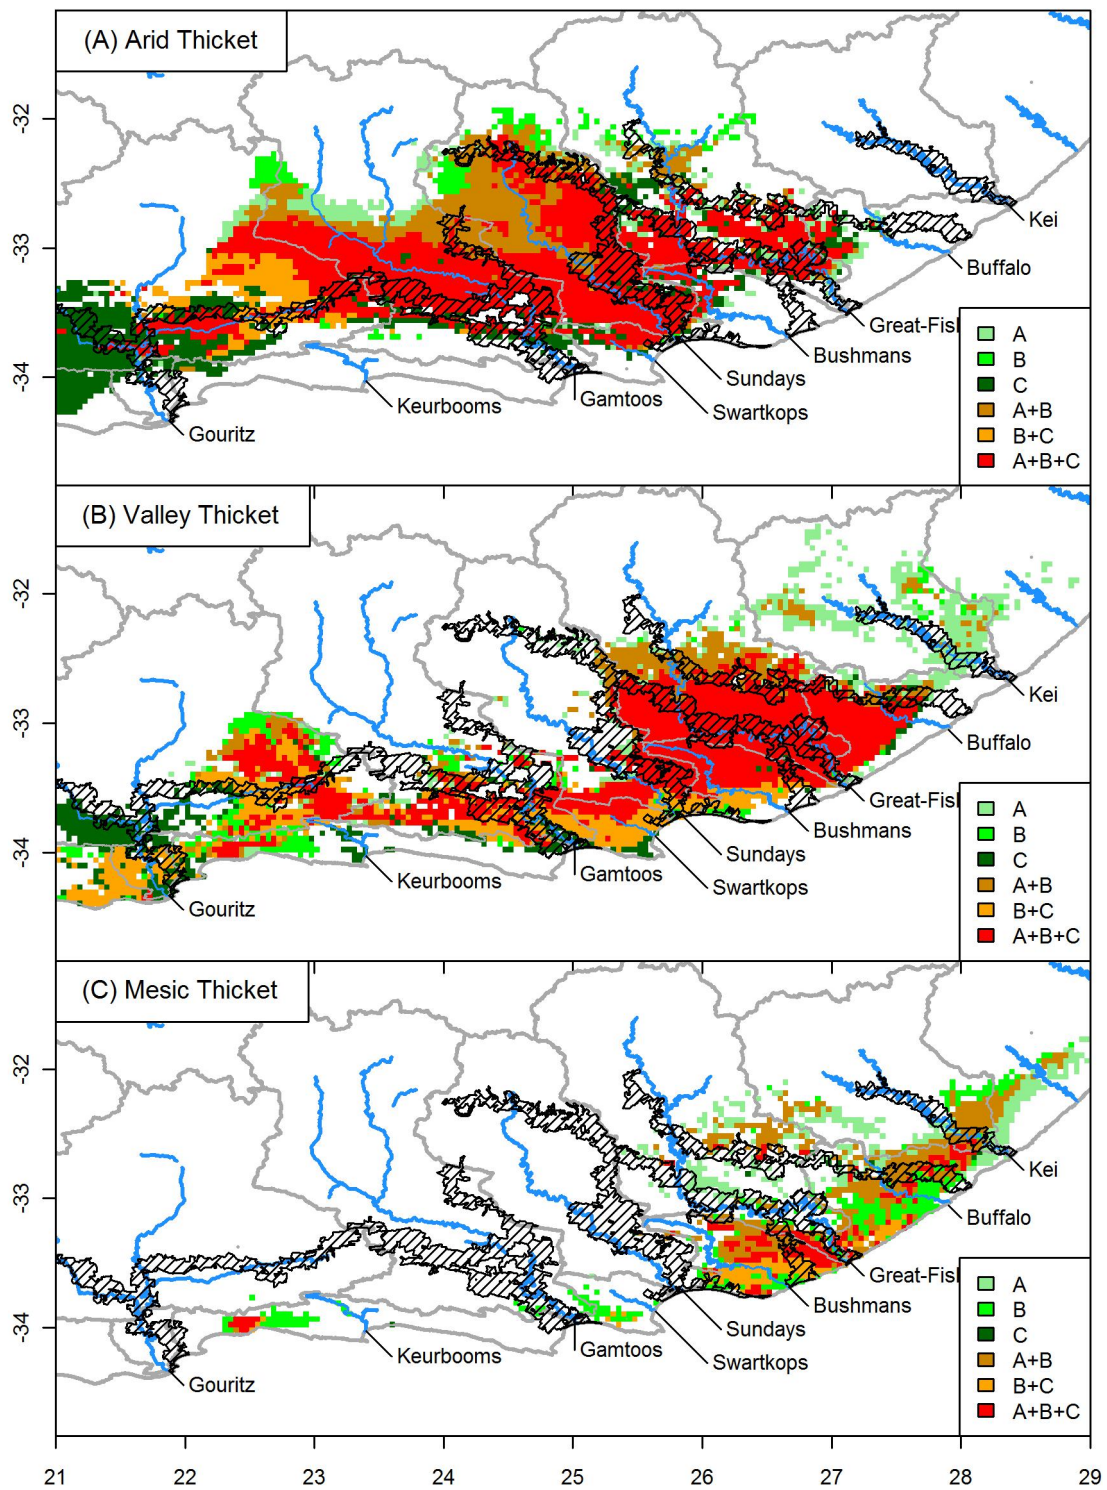 (A) Arid Thicket
-32
-33
-34
Kei
Buffalo
Great-Fisl
Bushmans
Sundays
Swartkops
Gamtoos
Keurbooms
Gouritz
A
B
C
A+B
B+C
A+B+C
(B) Valley Thicket
-32
-33
-34
Kei
Buffalo
Great-Fisl
Bushmans
Sundays
Swartkops
Gamtoos
Keurbooms
Gouritz
A
B
C
A+B
B+C
A+B+C
(C) Mesic Thicket
-32
-33
-34
Kei
Buffalo
Great-Fisl
Bushmans
Sundays
Swartkops
Gamtoos
Keurbooms
Gouritz
A
B
C
A+B
B+C
A+B+C
21 22 23 24 25 26 27 28 29